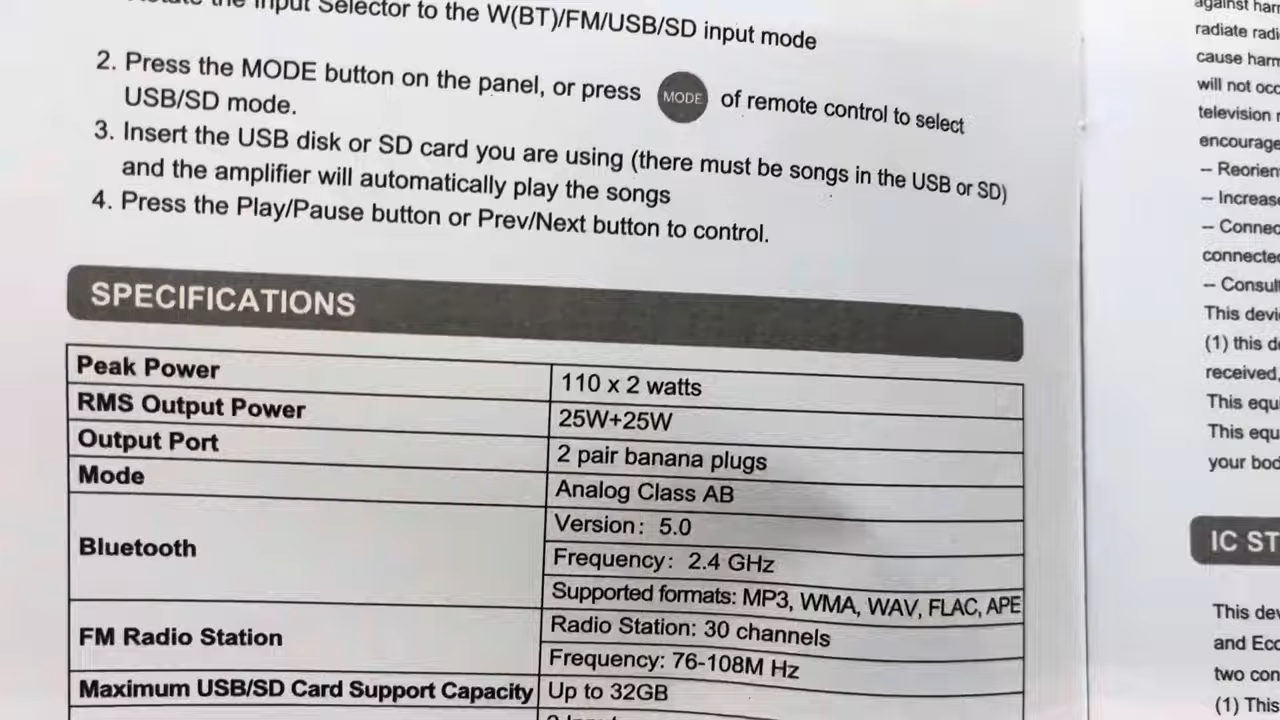 the Input Selector to the W(BT)/FM/USB/SD input mode
2. Press the MODE button on the panel, or press MODE of remote control to select
USB/SD mode.
3. Insert the USB disk or SD card you are using (there must be songs in the USB or SD)
and the amplifier will automatically play the songs
4. Press the Play/Pause button or Prev/Next button to control.
SPECIFICATIONS
Peak Power 110 x 2 watts
RMS Output Power 25W+25W
Output Port 2 pair banana plugs
Mode Analog Class AB
Bluetooth
Version: 5.0
Frequency: 2.4 GHz
Supported formats: MP3, WMA, WAV, FLAC, APE
FM Radio Station
Radio Station: 30 channels
Frequency: 76-108M Hz
Maximum USB/SD Card Support Capacity Up to 32GB
against
radiate
cause
will not
television
encourage
-- Reorien
-- Increase
-- Connec
connected
-- Consul
This devi
(1) this d
received,
This equ
This equ
your bod
IC ST
This dev
and Eco
two con
(1) This